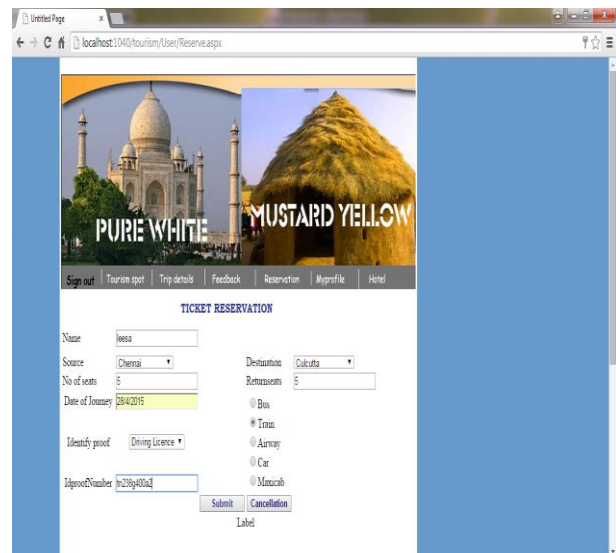 Untitled Page
localhost:1040/tourism/User/Reserve.aspx
PURE WHITE
MUSTARD YELLOW
Sign out Tourism spot Trip details Feedback Reservation Myprofile Hotel
TICKET RESERVATION
Name leesa
Source Chennai Destination Culcutta
No of seats 5 Returnseats 5
Date of Journey 28/4/2015 Bus
Train
Identify proof Driving Licence Airway
Car
IdproofNumber tn238g400a2 Maxicab
Submit Cancellation
Label